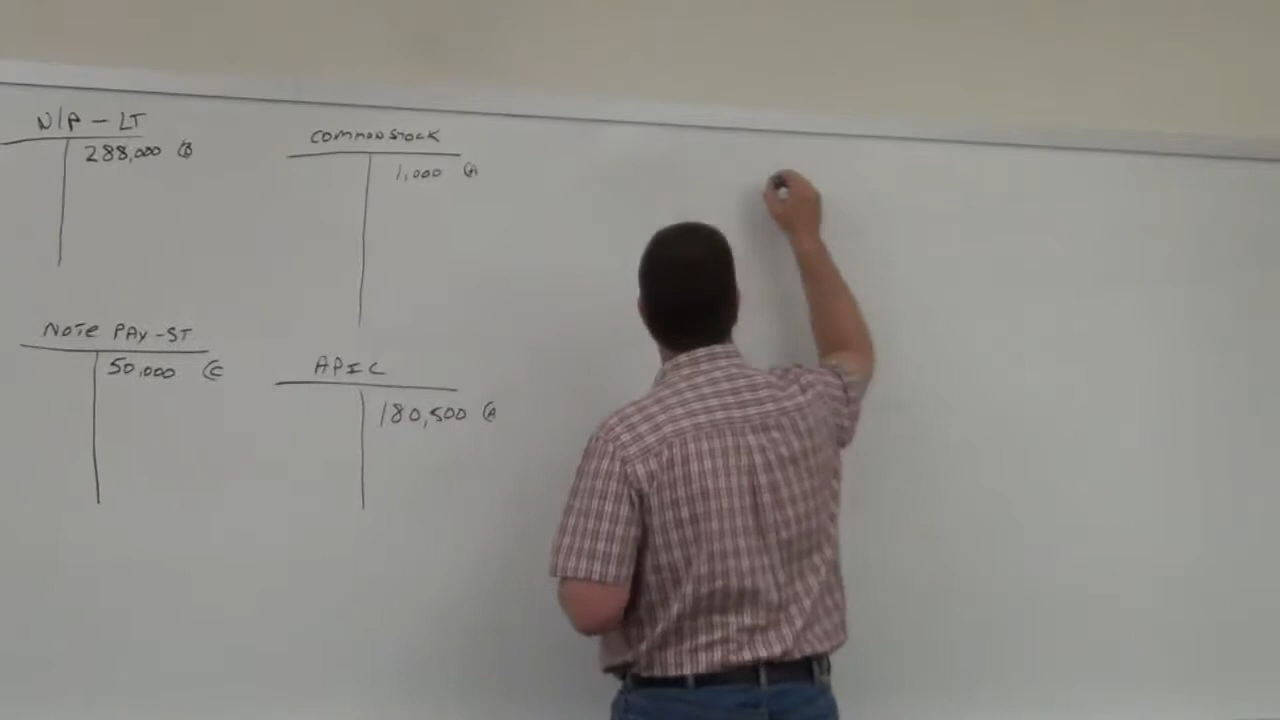 N/P - LT
288,000 (B
COMMON STOCK
1,000 (A
NOTE PAY - ST
50,000 (C
APIC
180,500 (A